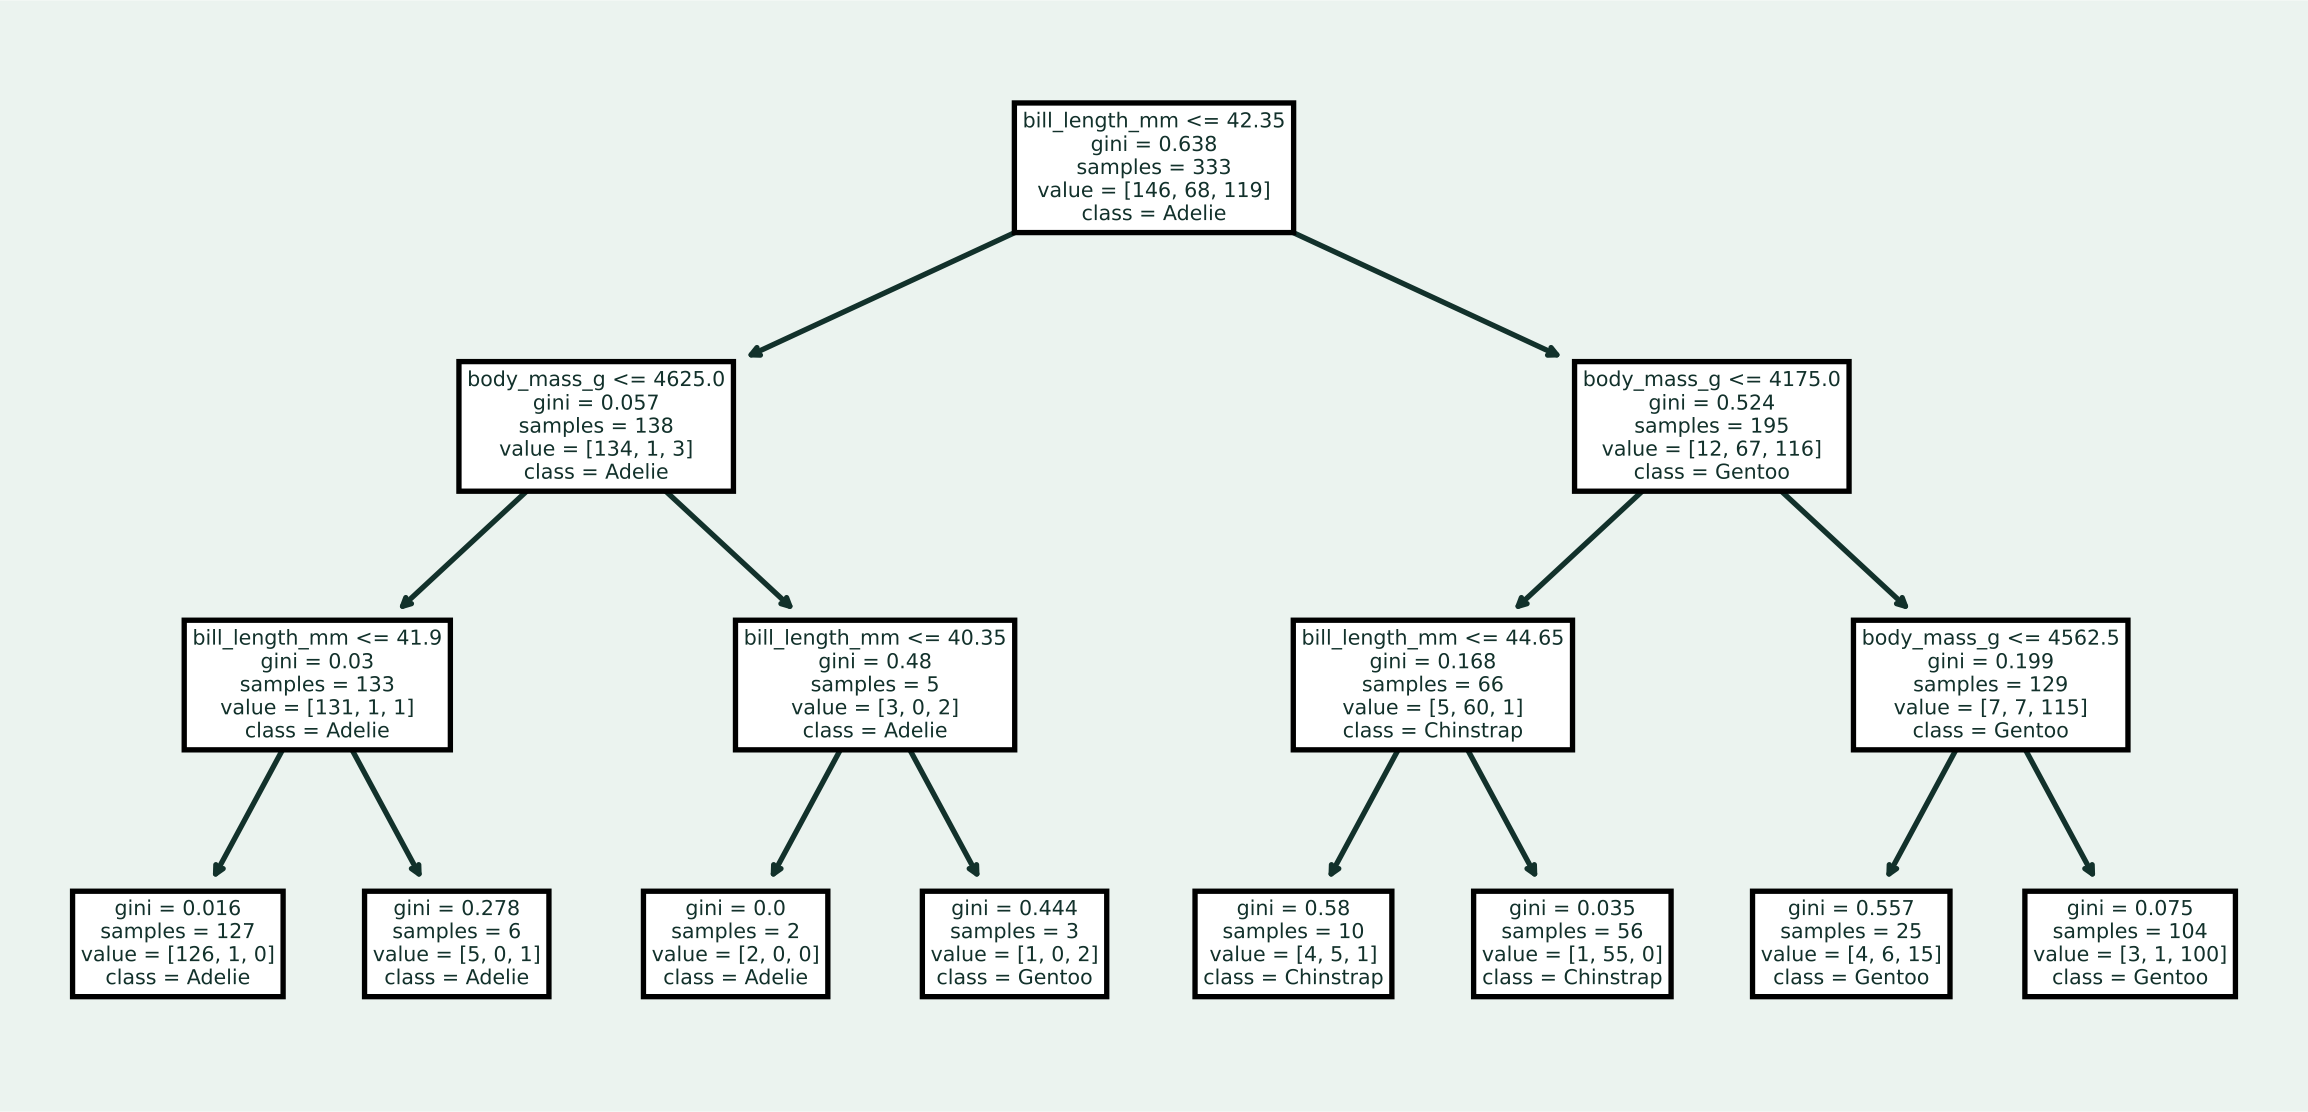 bill_length_mm <= 42.35
gini = 0.638
samples = 333
value = [146, 68, 119]
class = Adelie
body_mass_g <= 4625.0
gini = 0.057
samples = 138
value = [134, 1, 3]
class = Adelie
body_mass_g <= 4175.0
gini = 0.524
samples = 195
value = [12, 67, 116]
class = Gentoo
bill_length_mm <= 41.9
gini = 0.03
samples = 133
value = [131, 1, 1]
class = Adelie
bill_length_mm <= 40.35
gini = 0.48
samples = 5
value = [3, 0, 2]
class = Adelie
bill_length_mm <= 44.65
gini = 0.168
samples = 66
value = [5, 60, 1]
class = Chinstrap
body_mass_g <= 4562.5
gini = 0.199
samples = 129
value = [7, 7, 115]
class = Gentoo
gini = 0.016
samples = 127
value = [126, 1, 0]
class = Adelie
gini = 0.278
samples = 6
value = [5, 0, 1]
class = Adelie
gini = 0.0
samples = 2
value = [2, 0, 0]
class = Adelie
gini = 0.444
samples = 3
value = [1, 0, 2]
class = Gentoo
gini = 0.58
samples = 10
value = [4, 5, 1]
class = Chinstrap
gini = 0.035
samples = 56
value = [1, 55, 0]
class = Chinstrap
gini = 0.557
samples = 25
value = [4, 6, 15]
class = Gentoo
gini = 0.075
samples = 104
value = [3, 1, 100]
class = Gentoo